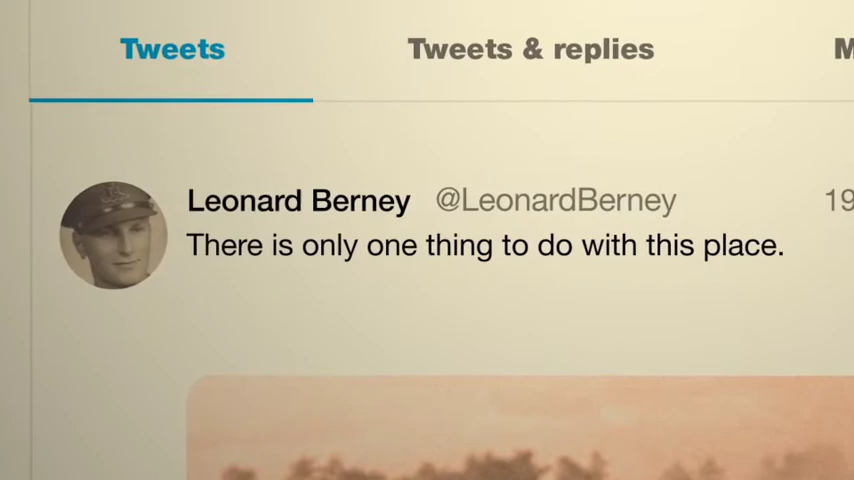 Tweets Tweets & replies
Leonard Berney @LeonardBerney
There is only one thing to do with this place.